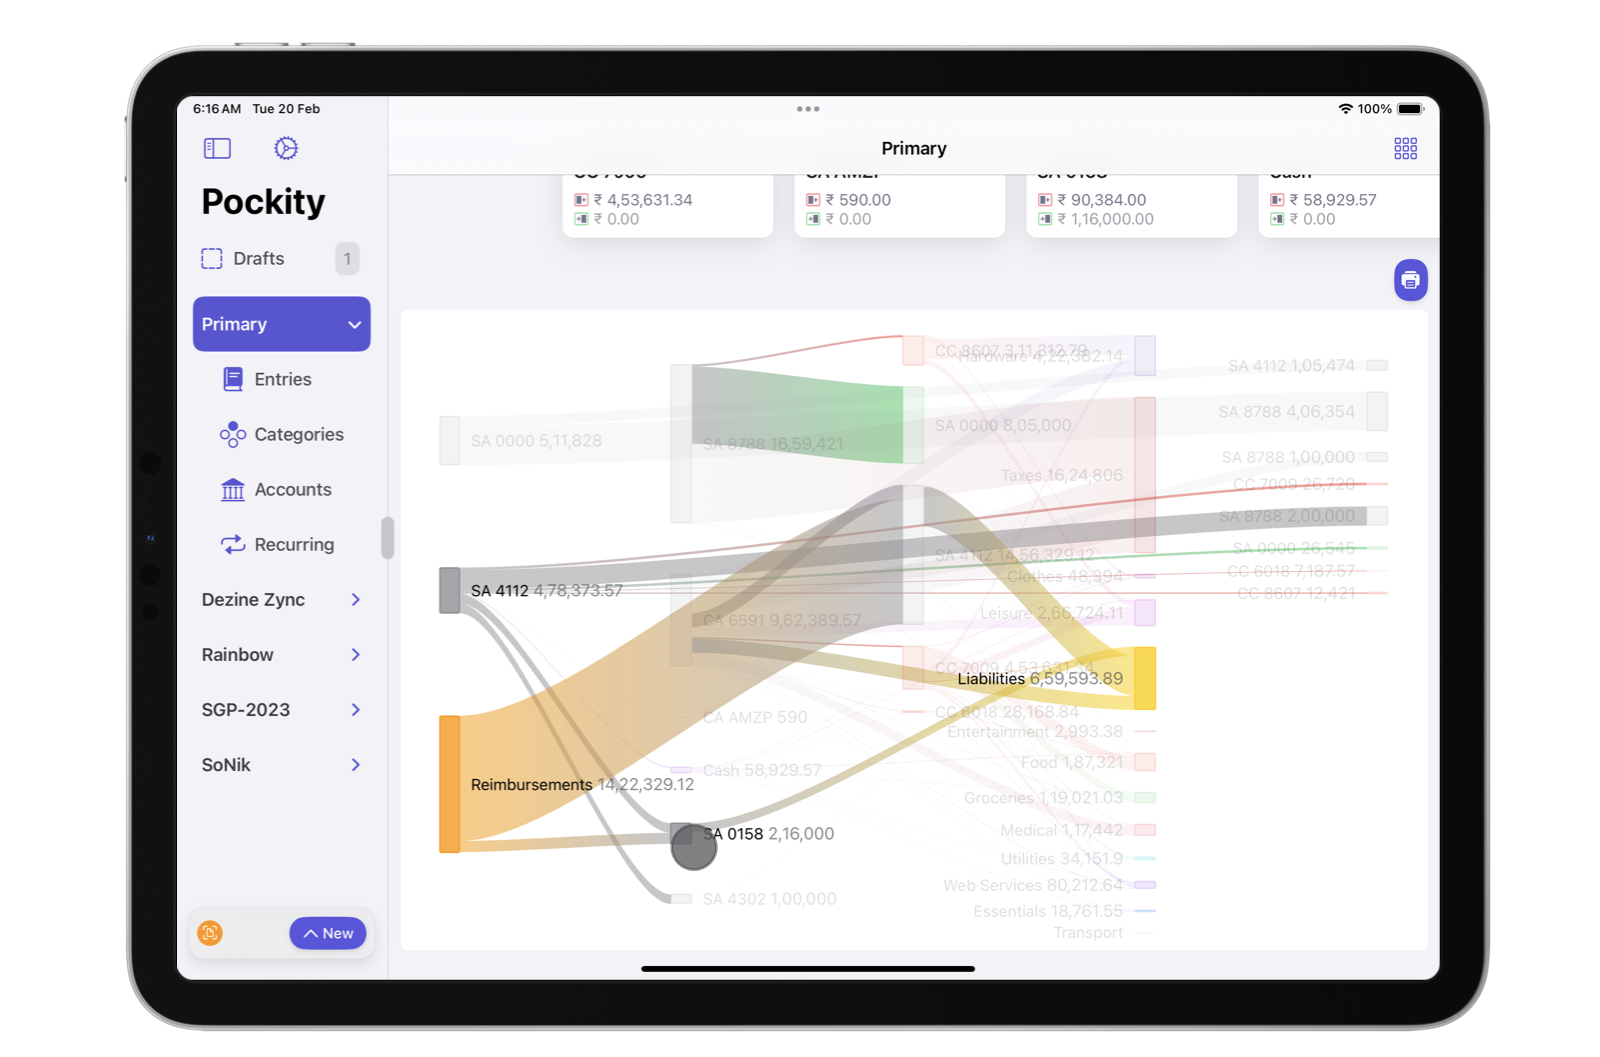 6:16 AM Tue 20 Feb
100%
Primary
Pockity
Drafts 1
Primary
Entries
Categories
Accounts
Recurring
Dezine Zync
Rainbow
SGP-2023
SoNik
New
₹ 4,53,631.34
₹ 0.00
₹ 590.00
₹ 0.00
₹ 90,384.00
₹ 1,16,000.00
₹ 58,929.57
₹ 0.00
SA 0000 5,11,828
SA 4112 4,78,373.57
Reimbursements 14,22,329.12
SA 8788 16,59,421
CA 6591 9,62,389.57
CA AMZP 590
Cash 58,929.57
SA 0158 2,16,000
SA 4302 1,00,000
CC 8607 3,11,312.79
SA 0000 8,05,000
SA 4112 14,56,329.12
CC 7009 4,53,631.34
CC 6018 28,168.84
Hardware 4,22,382.14
Taxes 16,24,806
Clothes 48,394
Leisure 2,66,724.11
Liabilities 6,59,593.89
Entertainment 2,993.38
Food 1,87,321
Groceries 1,19,021.03
Medical 1,17,442
Utilities 34,151.9
Web Services 80,212.64
Essentials 18,761.55
Transport
SA 4112 1,05,474
SA 8788 4,06,354
SA 8788 1,00,000
CC 7009 26,720
SA 8788 2,00,000
SA 0000 26,545
CC 6018 7,187.57
CC 8607 12,421